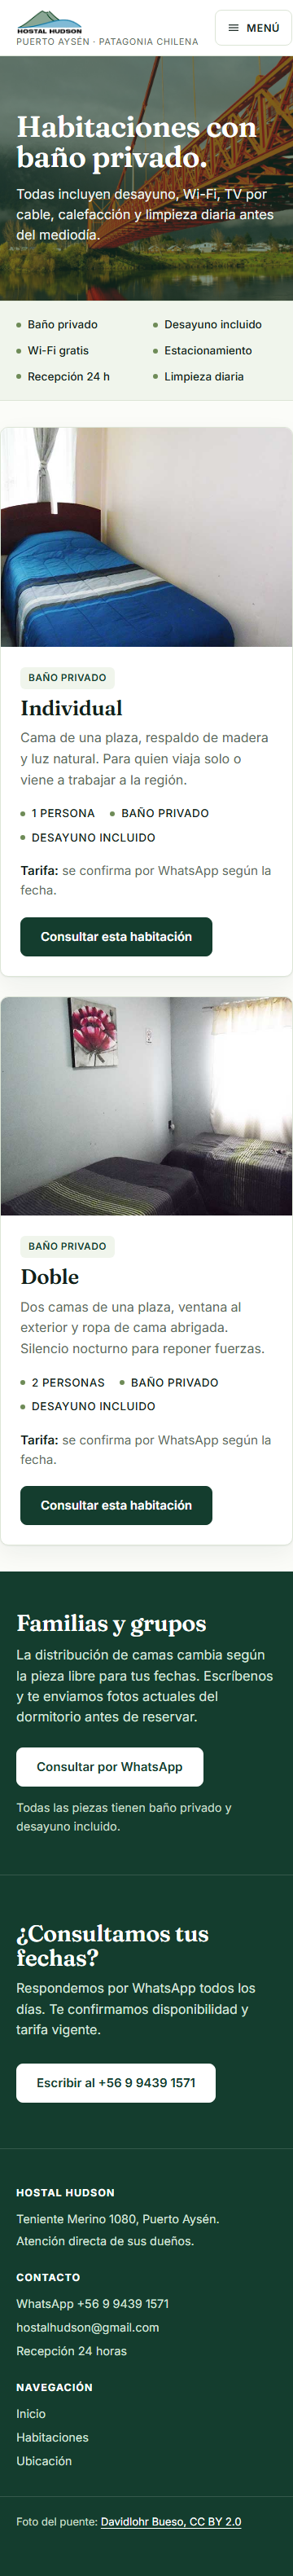 HOSTAL HUDSON
PUERTO AYSÉN · PATAGONIA CHILENA
MENÚ
Habitaciones con
baño privado.
Todas incluyen desayuno, Wi-Fi, TV por
cable, calefacción y limpieza diaria antes
del mediodía.
Baño privado
Desayuno incluido
Wi-Fi gratis
Estacionamiento
Recepción 24 h
Limpieza diaria
BAÑO PRIVADO
Individual
Cama de una plaza, respaldo de madera
y luz natural. Para quien viaja solo o
viene a trabajar a la región.
1 PERSONA
BAÑO PRIVADO
DESAYUNO INCLUIDO
Tarifa: se confirma por WhatsApp según la
fecha.
Consultar esta habitación
BAÑO PRIVADO
Doble
Dos camas de una plaza, ventana al
exterior y ropa de cama abrigada.
Silencio nocturno para reponer fuerzas.
2 PERSONAS
BAÑO PRIVADO
DESAYUNO INCLUIDO
Tarifa: se confirma por WhatsApp según la
fecha.
Consultar esta habitación
Familias y grupos
La distribución de camas cambia según
la pieza libre para tus fechas. Escríbenos
y te enviamos fotos actuales del
dormitorio antes de reservar.
Consultar por WhatsApp
Todas las piezas tienen baño privado y
desayuno incluido.
¿Consultamos tus
fechas?
Respondemos por WhatsApp todos los
días. Te confirmamos disponibilidad y
tarifa vigente.
Escribir al +56 9 9439 1571
HOSTAL HUDSON
Teniente Merino 1080, Puerto Aysén.
Atención directa de sus dueños.
CONTACTO
WhatsApp +56 9 9439 1571
hostalhudson@gmail.com
Recepción 24 horas
NAVEGACIÓN
Inicio
Habitaciones
Ubicación
Foto del puente: Davidlohr Bueso, CC BY 2.0